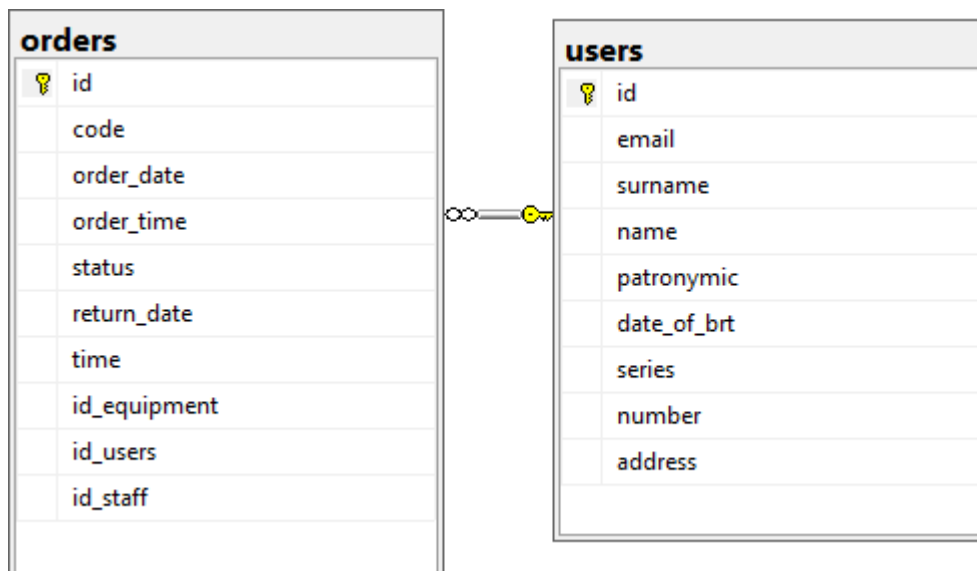 orders
id
code
order_date
order_time
status
return_date
time
id_equipment
id_users
id_staff
users
id
email
surname
name
patronymic
date_of_brt
series
number
address